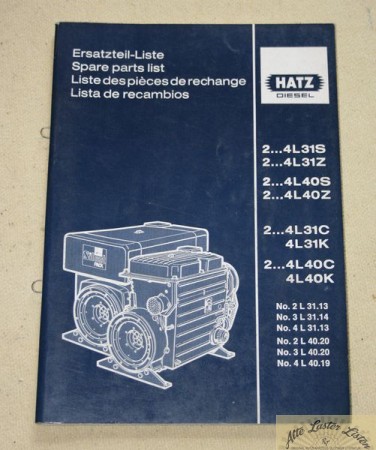 Ersatzteil-Liste
Spare parts list
Liste des pièces de rechange
Lista de recambios
HATZ
DIESEL
2...4L31S
2...4L31Z
2...4L40S
2...4L40Z
2...4L31C
4L31K
2...4L40C
4L40K
No. 2 L 31.13
No. 3 L 31.14
No. 4 L 31.13
No. 2 L 40.20
No. 3 L 40.20
No. 4 L 40.19
Alte Laster Listen